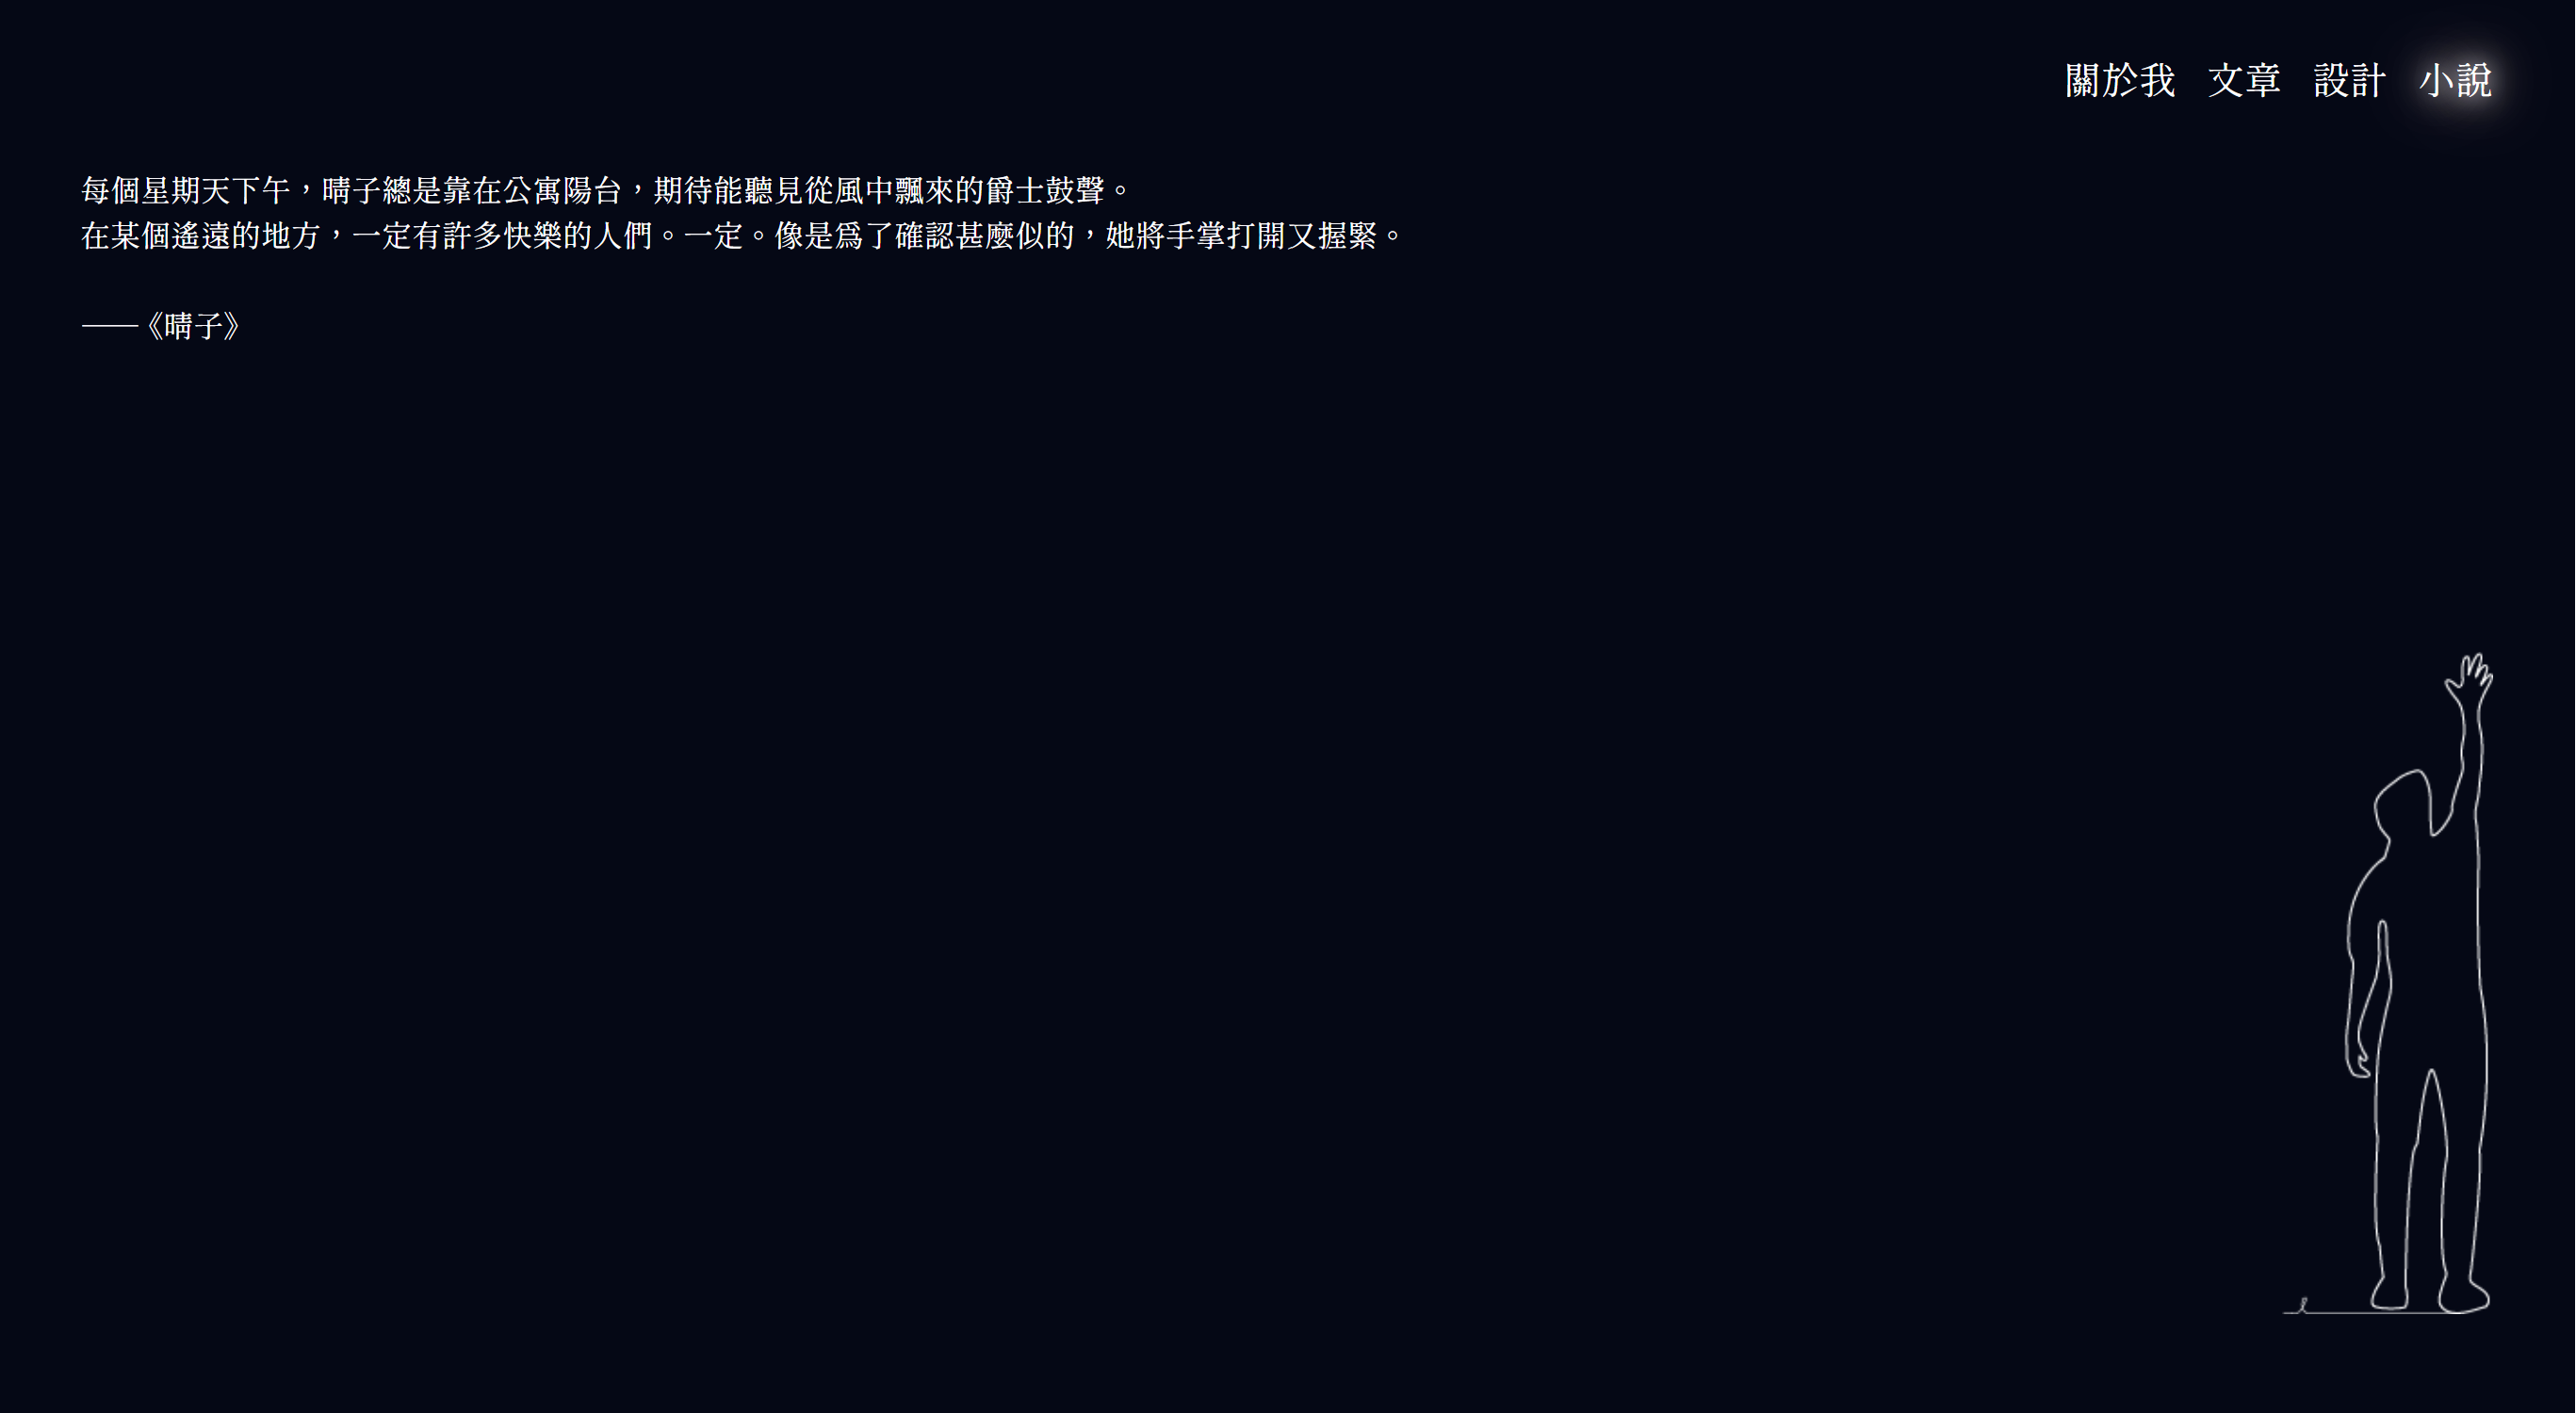 關於我 文章 設計 小說
每個星期天下午，晴子總是靠在公寓陽台，期待能聽見從風中飄來的爵士鼓聲。
在某個遙遠的地方，一定有許多快樂的人們。一定。像是爲了確認甚麼似的，她將手掌打開又握緊。
——《晴子》